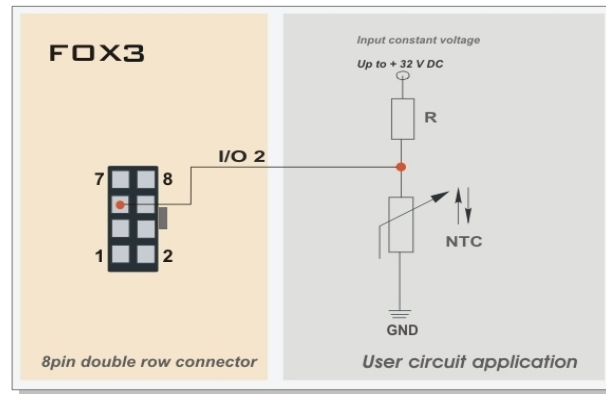 FOX3
Input constant voltage
Up to + 32 V DC
R
I/O 2
7
8
1
2
NTC
GND
8pin double row connector
User circuit application